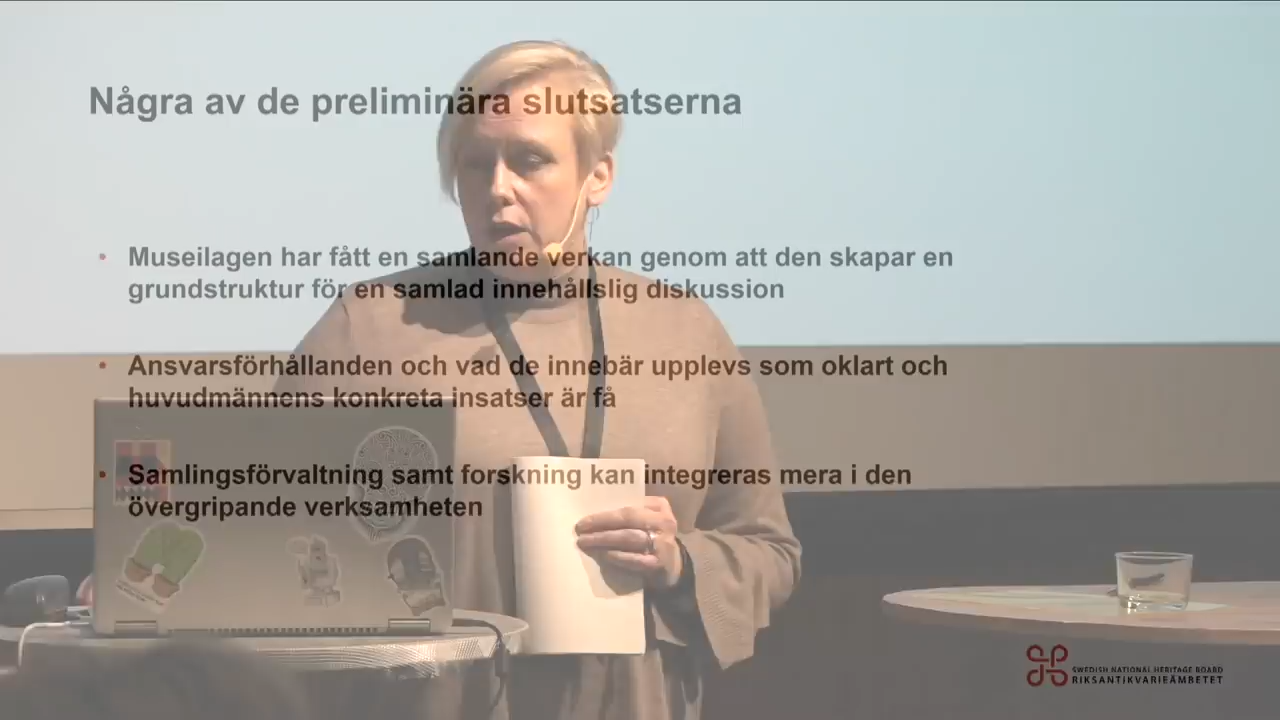 Några av de preliminära slutsatserna
• Museilagen har fått en samlande verkan genom att den skapar en
grundstruktur för en samlad innehållslig diskussion
• Ansvarsförhållanden och vad de innebär upplevs som oklart och
huvudmännens konkreta insatser är få
• Samlingsförvaltning samt forskning kan integreras mera i den
övergripande verksamheten
SWEDISH NATIONAL HERITAGE BOARD
RIKSANTIKVARIEÄMBETET